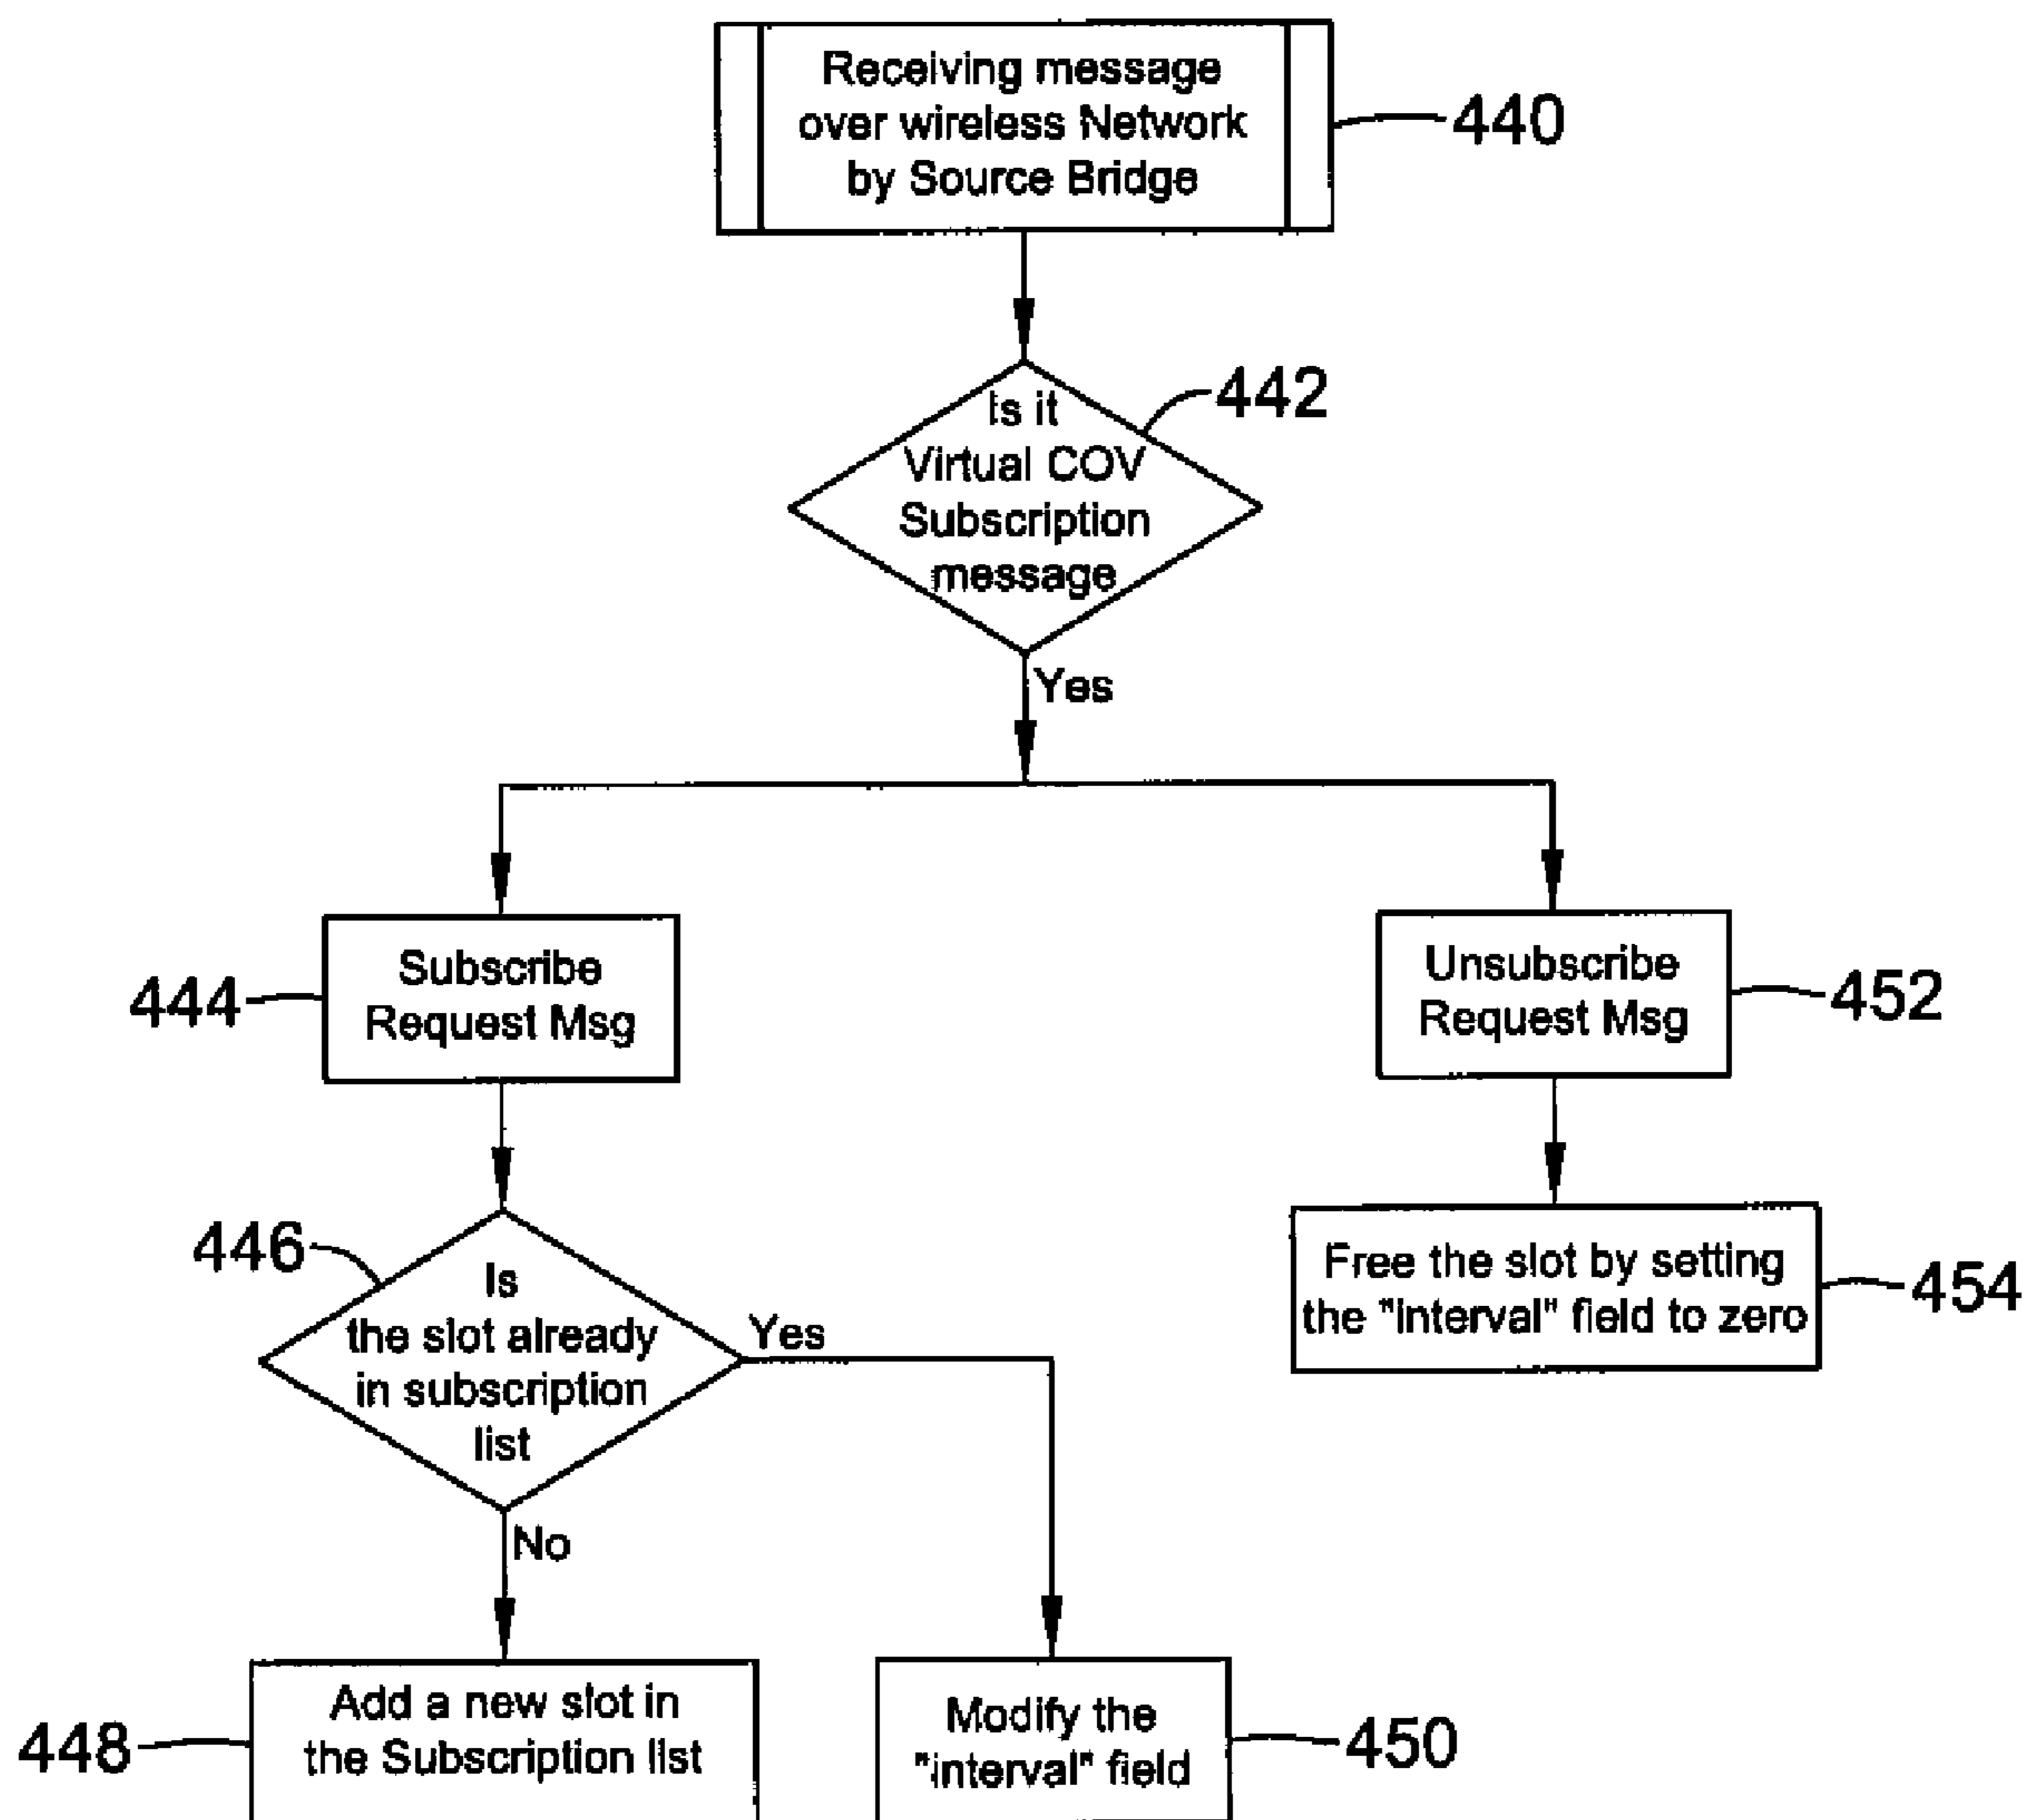 Receiving message
over wireless Network
by Source Bridge
440
Is it
Virtual COV
Subscription
message
442
Yes
Subscribe
Request Msg
444
Unsubscribe
Request Msg
452
446
Is
the slot already
in subscription
list
Yes
Free the slot by setting
the "interval" field to zero
454
No
448
Add a new slot in
the Subscription list
Modify the
"interval" field
450